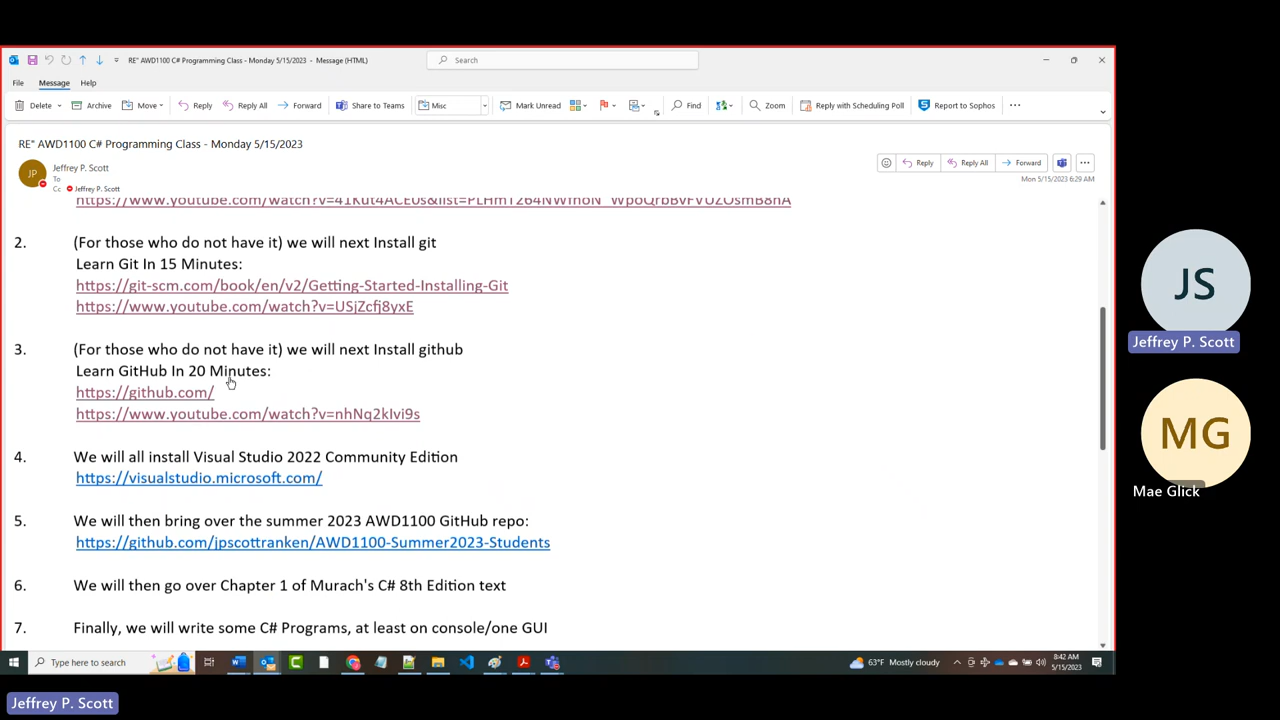 RE" AWD1100 C# Programming Class - Monday 5/15/2023 - Message (HTML)
Search
File Message Help
Delete Archive Move Reply Reply All Forward Share to Teams Misc Mark Unread Find Zoom Reply with Scheduling Poll Report to Sophos
RE" AWD1100 C# Programming Class - Monday 5/15/2023
JP
Jeffrey P. Scott
To
Cc Jeffrey P. Scott
Reply Reply All Forward
Mon 5/15/2023 6:29 AM
2. (For those who do not have it) we will next Install git
Learn Git In 15 Minutes:
https://git-scm.com/book/en/v2/Getting-Started-Installing-Git
https://www.youtube.com/watch?v=USjZcfj8yxE
3. (For those who do not have it) we will next Install github
Learn GitHub In 20 Minutes:
https://github.com/
https://www.youtube.com/watch?v=nhNq2kIvi9s
4. We will all install Visual Studio 2022 Community Edition
https://visualstudio.microsoft.com/
5. We will then bring over the summer 2023 AWD1100 GitHub repo:
https://github.com/jpscottranken/AWD1100-Summer2023-Students
6. We will then go over Chapter 1 of Murach's C# 8th Edition text
7. Finally, we will write some C# Programs, at least on console/one GUI
Type here to search
63°F Mostly cloudy
8:42 AM
5/15/2023
JS
Jeffrey P. Scott
MG
Mae Glick
Jeffrey P. Scott